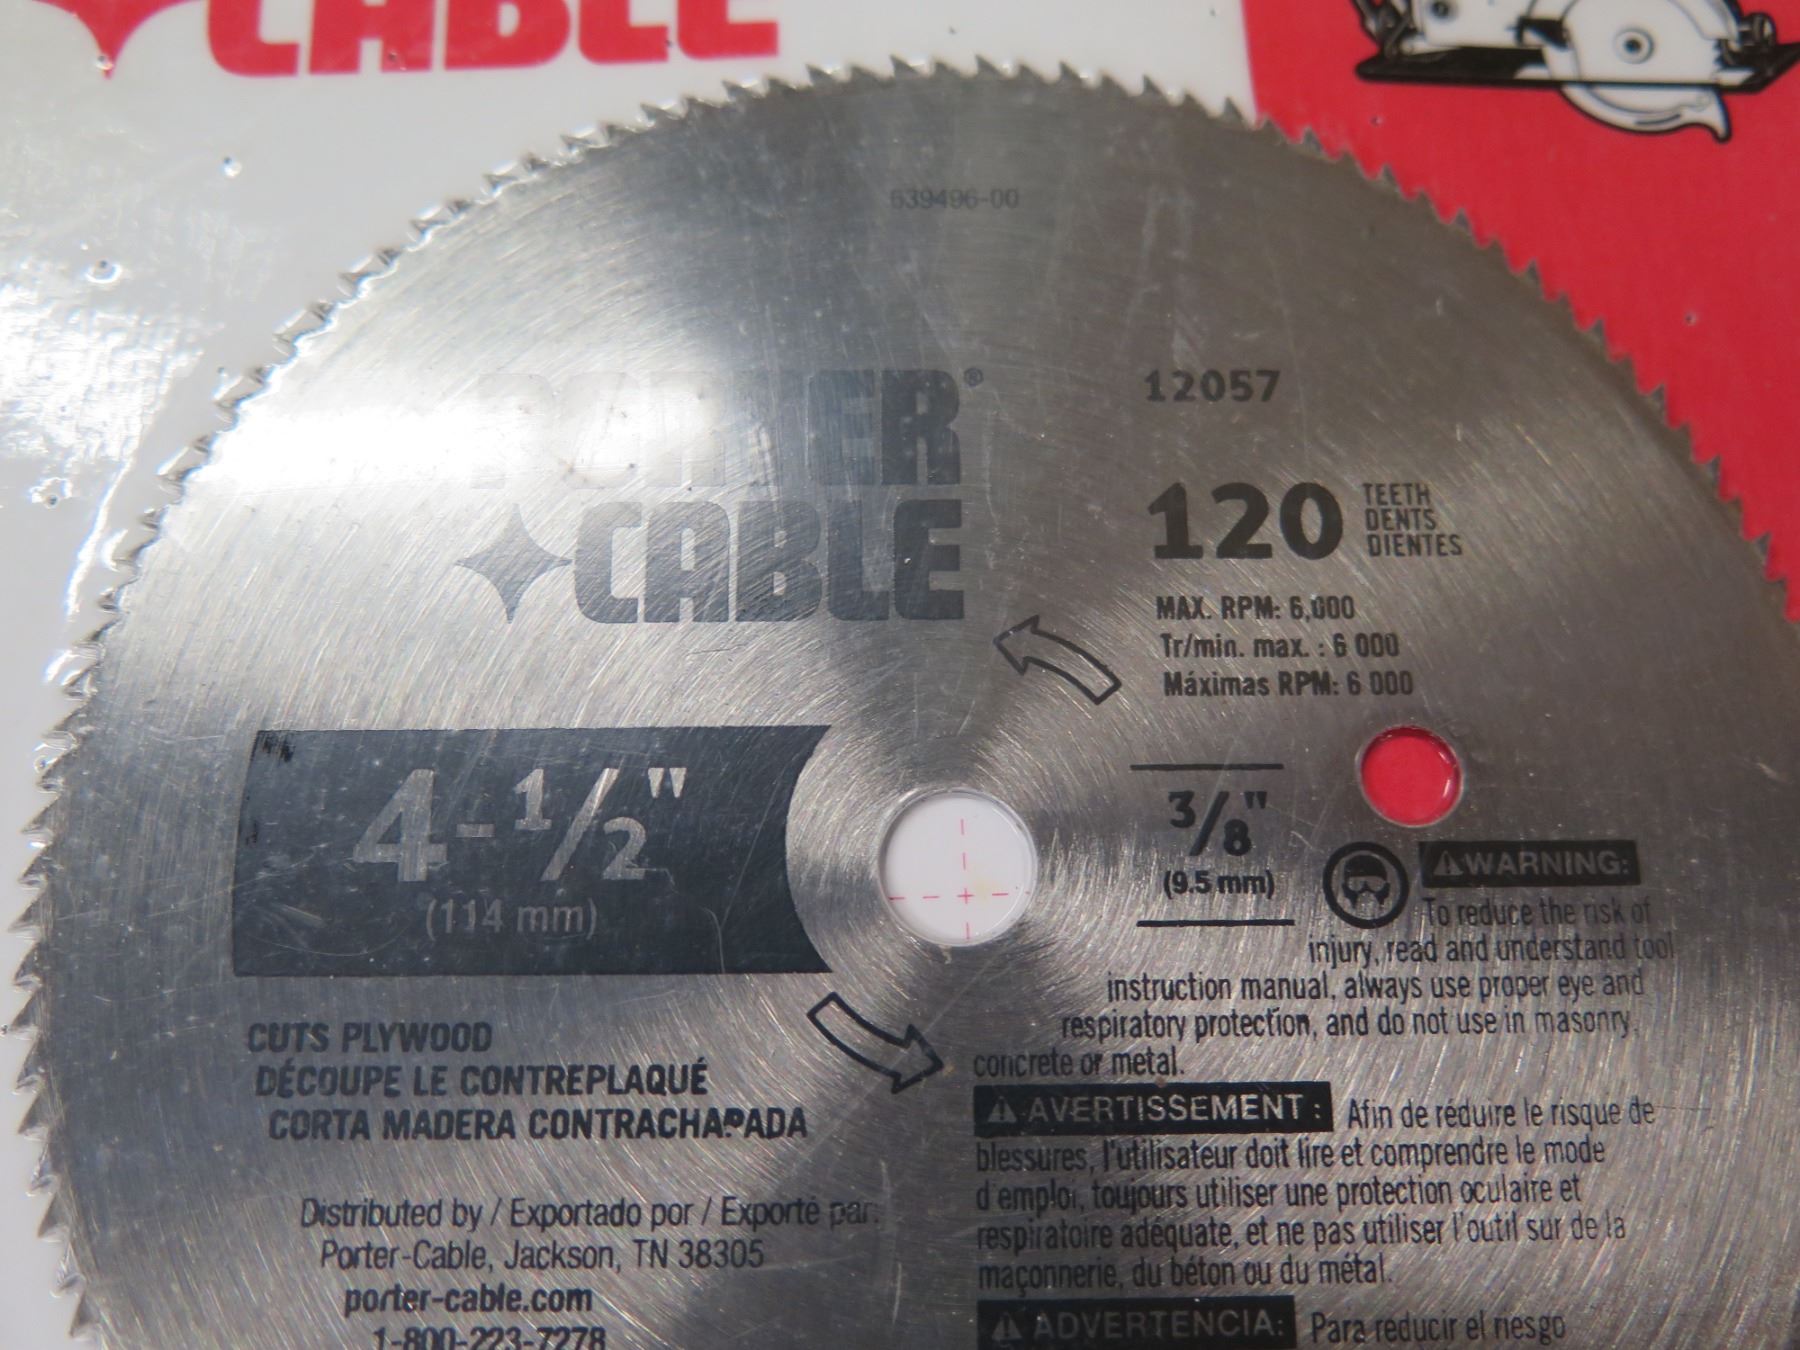 CABLE
639496-00
PORTER®
CABLE
12057
120 TEETH
DENTS
DIENTES
MAX. RPM: 6,000
Tr/min. max. : 6 000
Máximas RPM: 6 000
4-1/2"
(114 mm)
3/8"
(9.5 mm)
⚠WARNING:
To reduce the risk of
injury, read and understand tool
instruction manual, always use proper eye and
respiratory protection, and do not use in masonry,
concrete or metal.
CUTS PLYWOOD
DÉCOUPE LE CONTREPLAQUÉ
CORTA MADERA CONTRACHAPADA
⚠AVERTISSEMENT : Afin de réduire le risque de
blessures, l'utilisateur doit lire et comprendre le mode
d'emploi, toujours utiliser une protection oculaire et
respiratoire adéquate, et ne pas utiliser l'outil sur de la
maçonnerie, du béton ou du métal.
Distributed by / Exportado por / Exporté par:
Porter-Cable, Jackson, TN 38305
porter-cable.com
1-800-223-7278
⚠ADVERTENCIA: Para reducir el riesgo